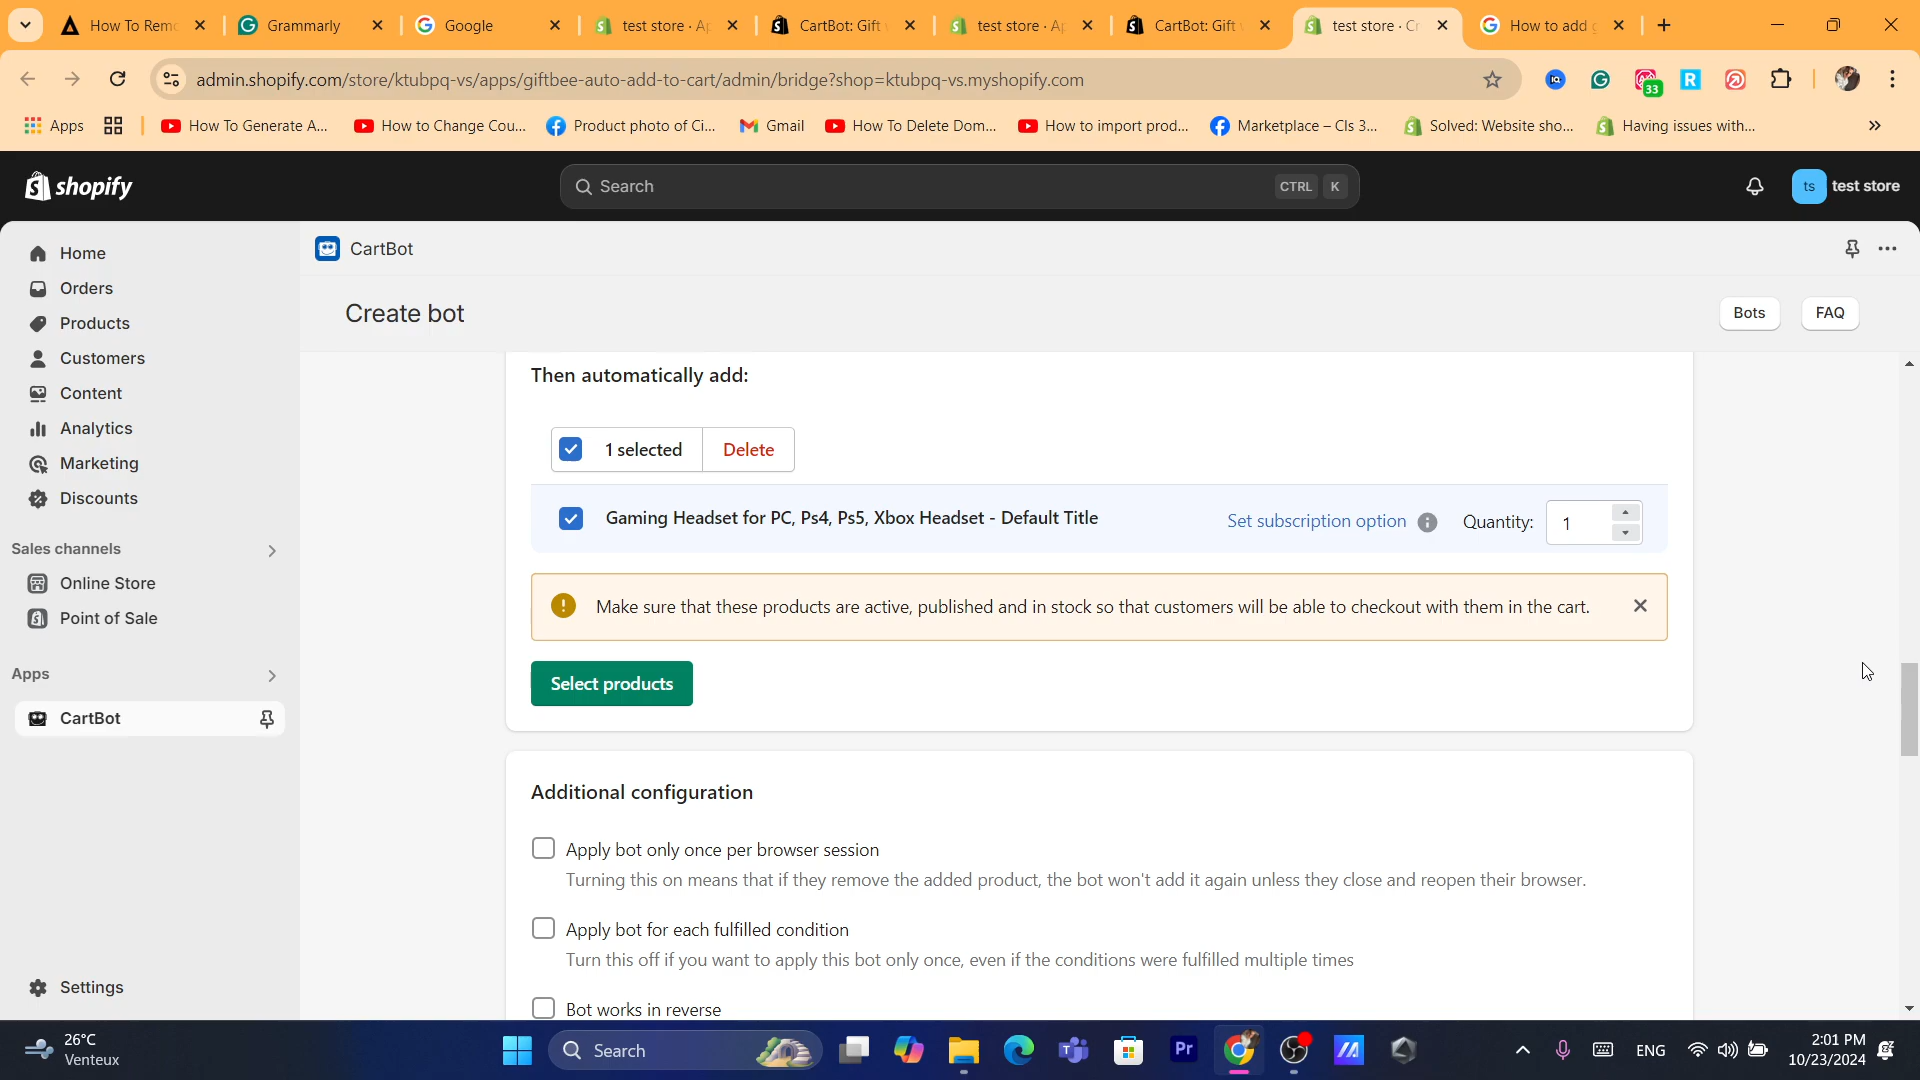 How To Remo
Grammarly
Google
test store · Ap
CartBot: Gift
test store · Ap
CartBot: Gift
test store · Cr
How to add
admin.shopify.com/store/ktubpq-vs/apps/giftbee-auto-add-to-cart/admin/bridge?shop=ktubpq-vs.myshopify.com
33
Apps
How To Generate A...
How to Change Cou...
Product photo of Ci...
Gmail
How To Delete Dom...
How to import prod...
Marketplace – Cls 3...
Solved: Website sho...
Having issues with...
shopify
Search
CTRL K
ts test store
Home
Orders
Products
Customers
Content
Analytics
Marketing
Discounts
Sales channels
Online Store
Point of Sale
Apps
CartBot
Settings
CartBot
Create bot
Bots
FAQ
Then automatically add:
1 selected
Delete
Gaming Headset for PC, Ps4, Ps5, Xbox Headset - Default Title
Set subscription option
Quantity:
1
Make sure that these products are active, published and in stock so that customers will be able to checkout with them in the cart.
Select products
Additional configuration
Apply bot only once per browser session
Turning this on means that if they remove the added product, the bot won't add it again unless they close and reopen their browser.
Apply bot for each fulfilled condition
Turn this off if you want to apply this bot only once, even if the conditions were fulfilled multiple times
Bot works in reverse
26°C
Venteux
Search
Pr
ENG
2:01 PM
10/23/2024